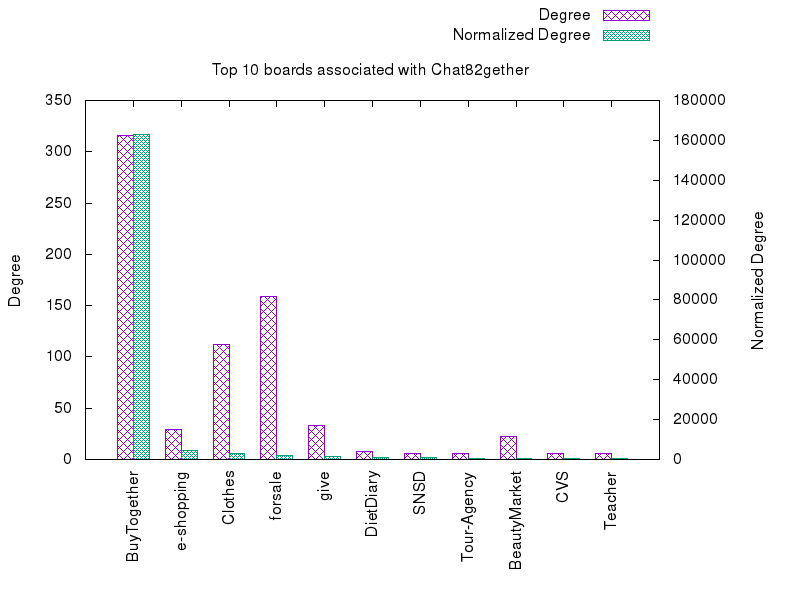 Degree
Normalized Degree
Top 10 boards associated with Chat82gether
350
300
250
200
150
100
50
0
180000
160000
140000
120000
100000
80000
60000
40000
20000
0
Degree
Normalized Degree
BuyTogether
e-shopping
Clothes
forsale
give
DietDiary
SNSD
Tour-Agency
BeautyMarket
CVS
Teacher